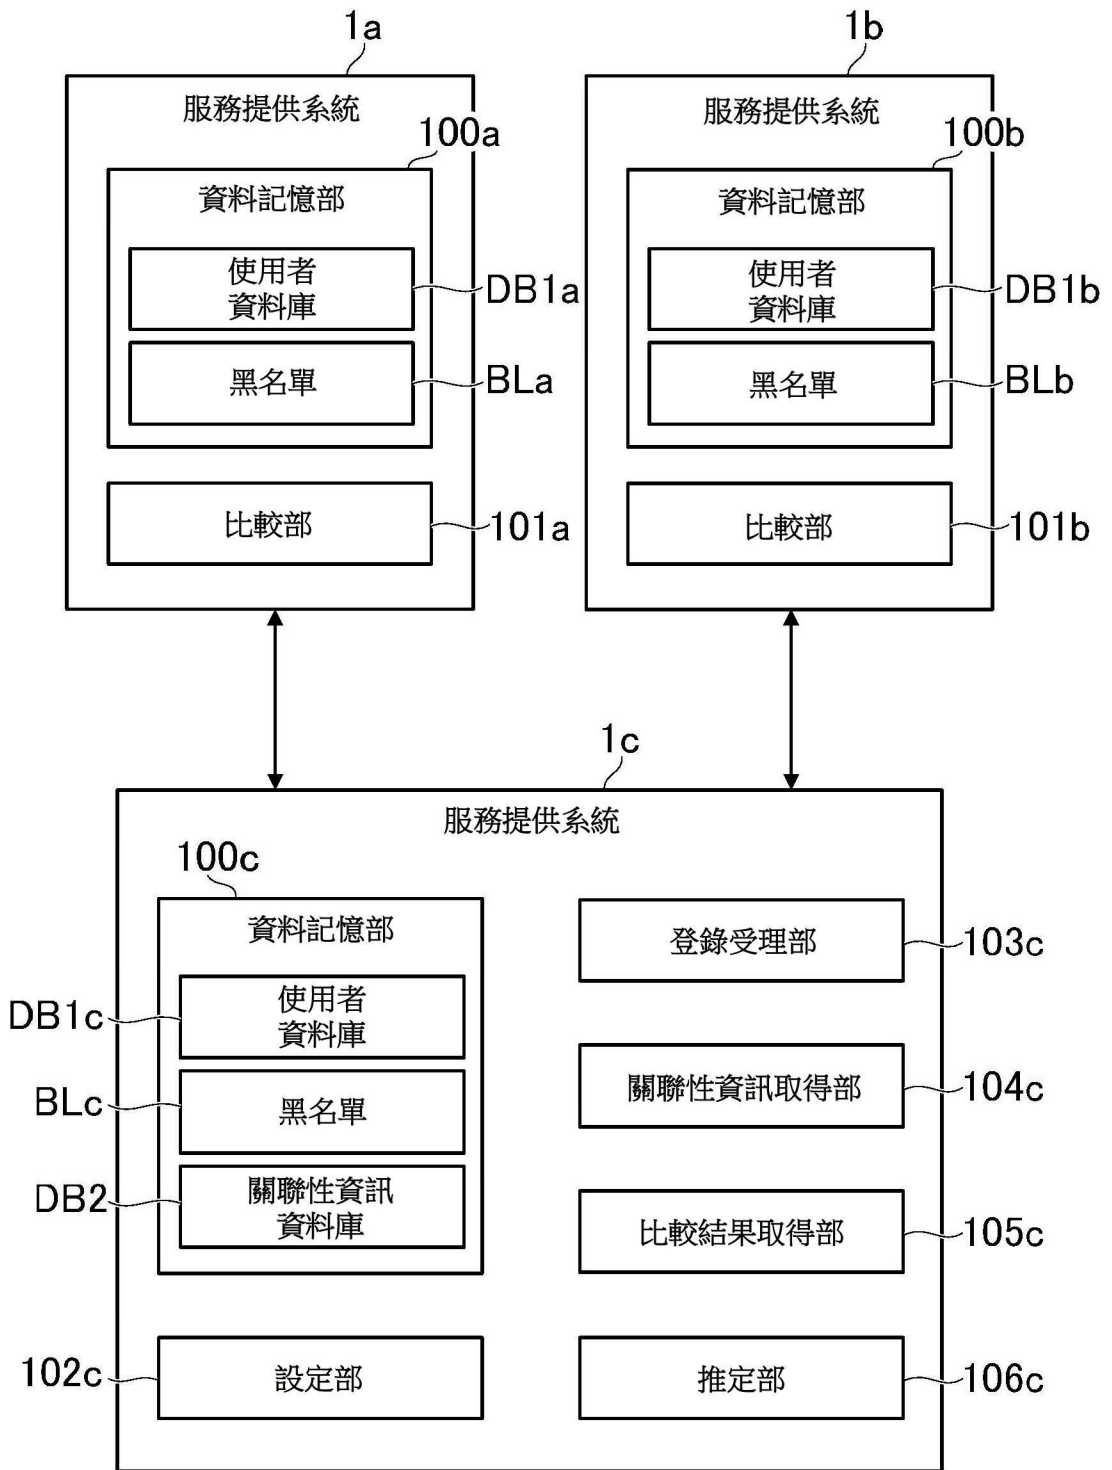 1a
服務提供系統
100a
資料記憶部
使用者
資料庫
DB1a
黑名單
BLa
比較部
101a
1b
服務提供系統
100b
資料記憶部
使用者
資料庫
DB1b
黑名單
BLb
比較部
101b
1c
服務提供系統
100c
資料記憶部
DB1c
使用者
資料庫
BLc
黑名單
DB2
關聯性資訊
資料庫
102c
設定部
登錄受理部
103c
關聯性資訊取得部
104c
比較結果取得部
105c
推定部
106c